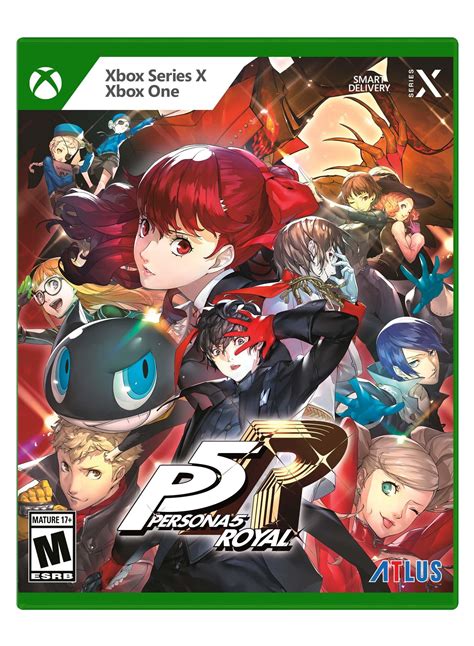 Xbox Series X
Xbox One
SMART
DELIVERY
SERIES
X
P5R
PERSONA5
ROYAL
MATURE 17+
M
ESRB
ATLUS